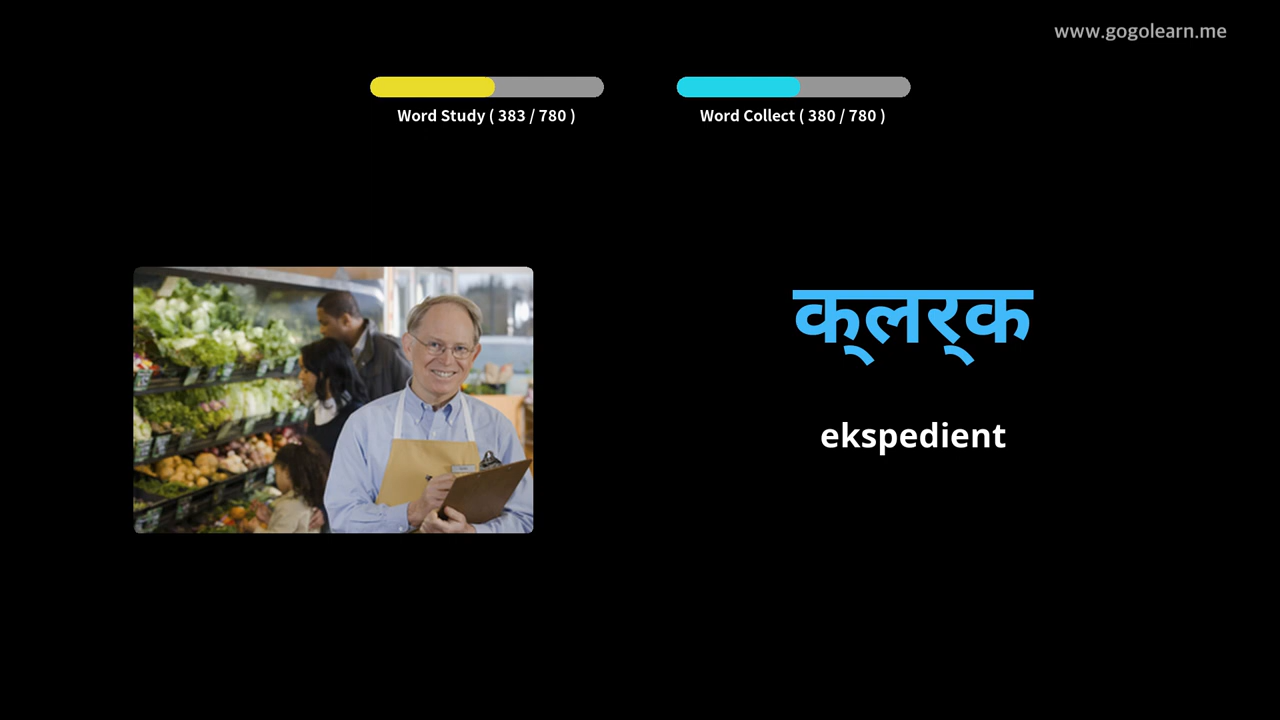 www.gogolearn.me
Word Study ( 383 / 780 )
Word Collect ( 380 / 780 )
क्लर्क
ekspedient